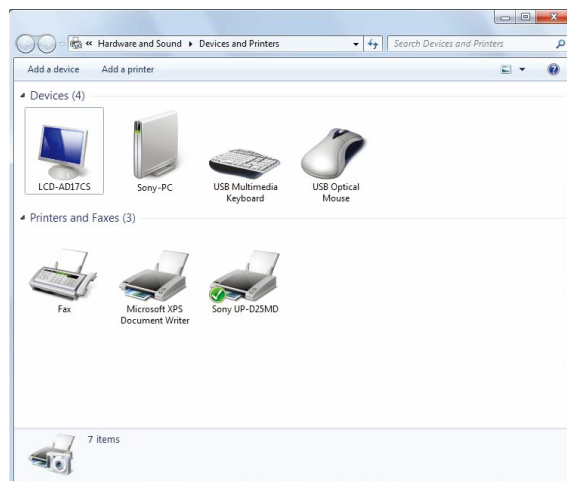 « Hardware and Sound ▸ Devices and Printers
Search Devices and Printers
Add a device Add a printer
Devices (4)
LCD-AD17CS Sony-PC USB Multimedia Keyboard USB Optical Mouse
Printers and Faxes (3)
Fax Microsoft XPS Document Writer Sony UP-D25MD
7 items